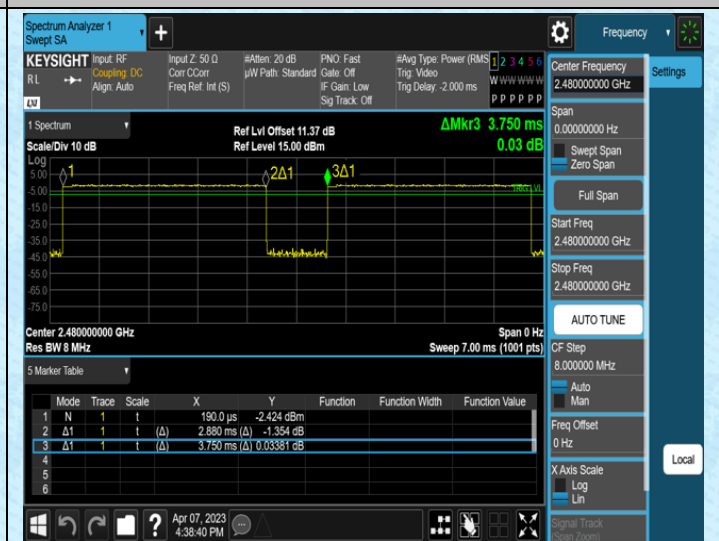 Spectrum Analyzer 1
Swept SA
Frequency
KEYSIGHT
RL
LXI
Input: RF
Coupling: DC
Align: Auto
Input Z: 50 Ω
Corr CCorr
Freq Ref: Int (S)
#Atten: 20 dB
µW Path: Standard
PNO: Fast
Gate: Off
IF Gain: Low
Sig Track: Off
#Avg Type: Power (RMS
Trig: Video
Trig Delay: -2.000 ms
1 2 3 4 5 6
W W W W W W
P P P P P P
Center Frequency
2.480000000 GHz
Settings
Span
0.00000000 Hz
Swept Span
Zero Span
Full Span
Start Freq
2.480000000 GHz
Stop Freq
2.480000000 GHz
AUTO TUNE
CF Step
8.000000 MHz
Auto
Man
Freq Offset
0 Hz
X Axis Scale
Log
Lin
Signal Track
(Span Zoom)
Local
1 Spectrum
Scale/Div 10 dB
Ref Lvl Offset 11.37 dB
Ref Level 15.00 dBm
ΔMkr3 3.750 ms
0.03 dB
Log
5.00
-5.00
-15.0
-25.0
-35.0
-45.0
-55.0
-65.0
-75.0
1
2Δ1
3Δ1
TRIG LVL
Center 2.480000000 GHz
Res BW 8 MHz
Span 0 Hz
Sweep 7.00 ms (1001 pts)
5 Marker Table
Mode Trace Scale X Y Function Function Width Function Value
1 N 1 t 190.0 µs -2.424 dBm
2 Δ1 1 t (Δ) 2.880 ms (Δ) -1.354 dB
3 Δ1 1 t (Δ) 3.750 ms (Δ) 0.03381 dB
4
5
6
Apr 07, 2023
4:38:40 PM